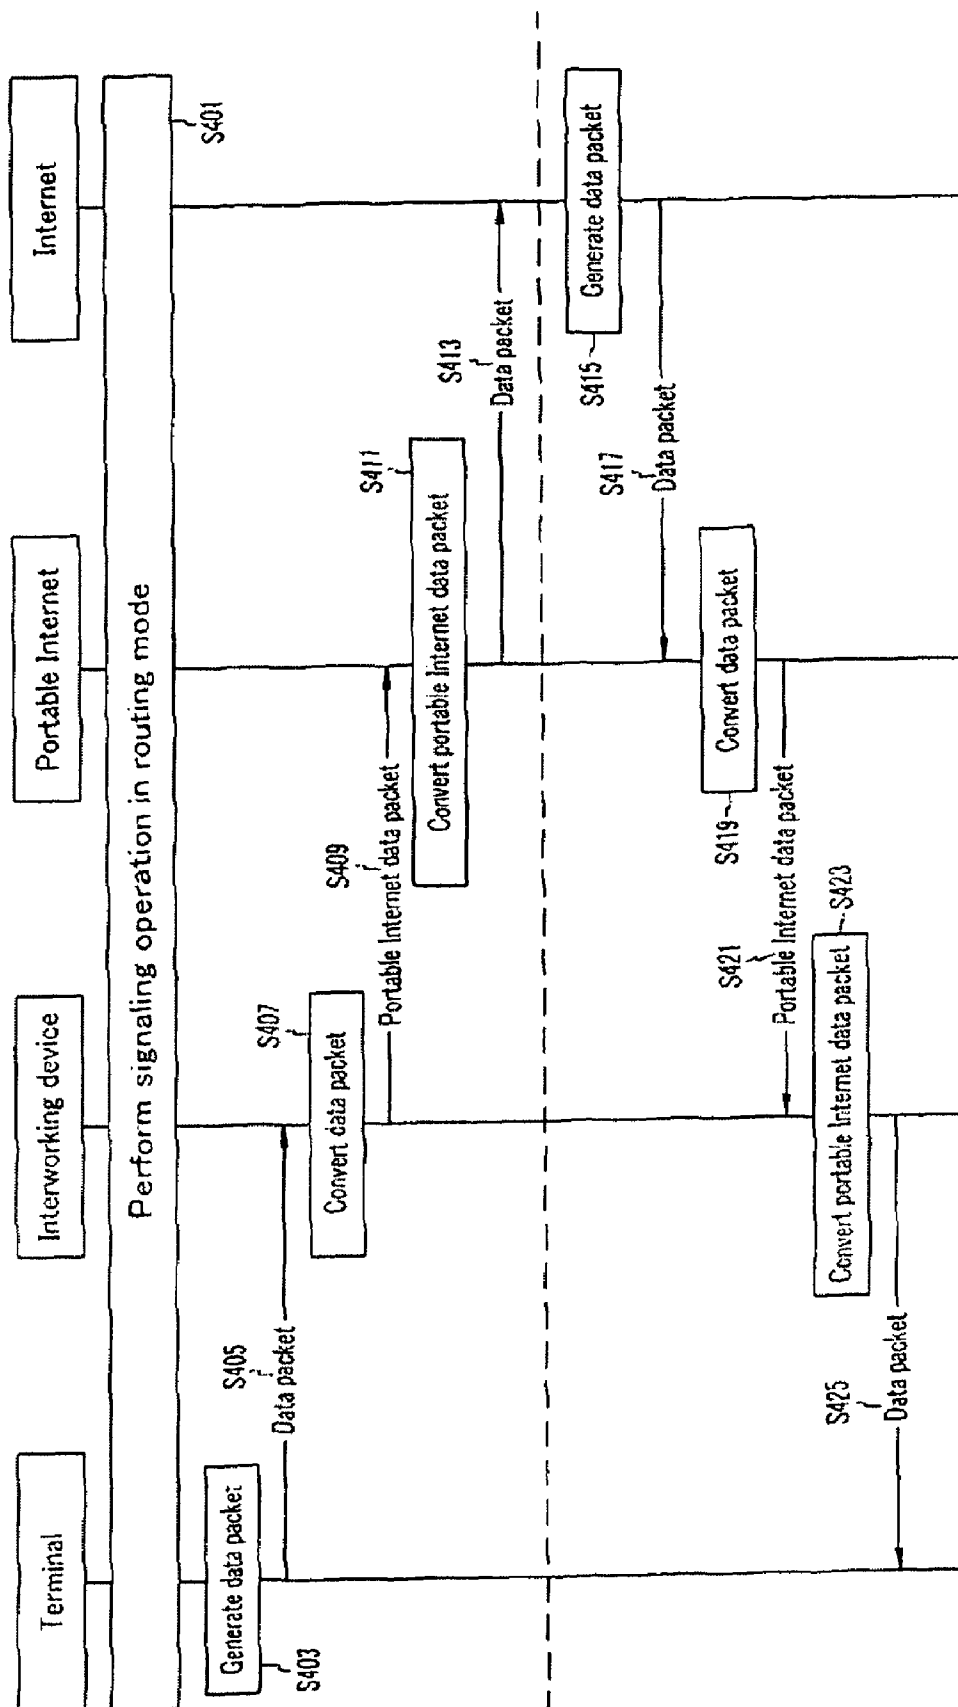 Terminal
Interworking device
Portable Internet
Internet
Perform signaling operation in routing mode
S401
Generate data packet
S403
S405
Data packet
S407
Convert data packet
S409
Portable Internet data packet
S411
Convert portable Internet data packet
S413
Data packet
Generate data packet
S415
S417
Data packet
Convert data packet
S419
S421
Portable Internet data packet
S423
Convert portable Internet data packet
S425
Data packet